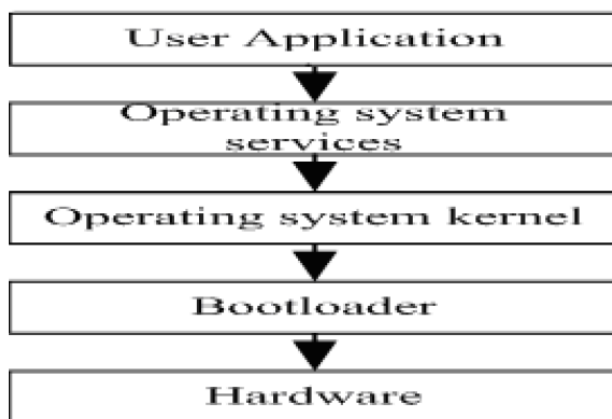 User Application
Operating system
services
Operating system kernel
Bootloader
Hardware